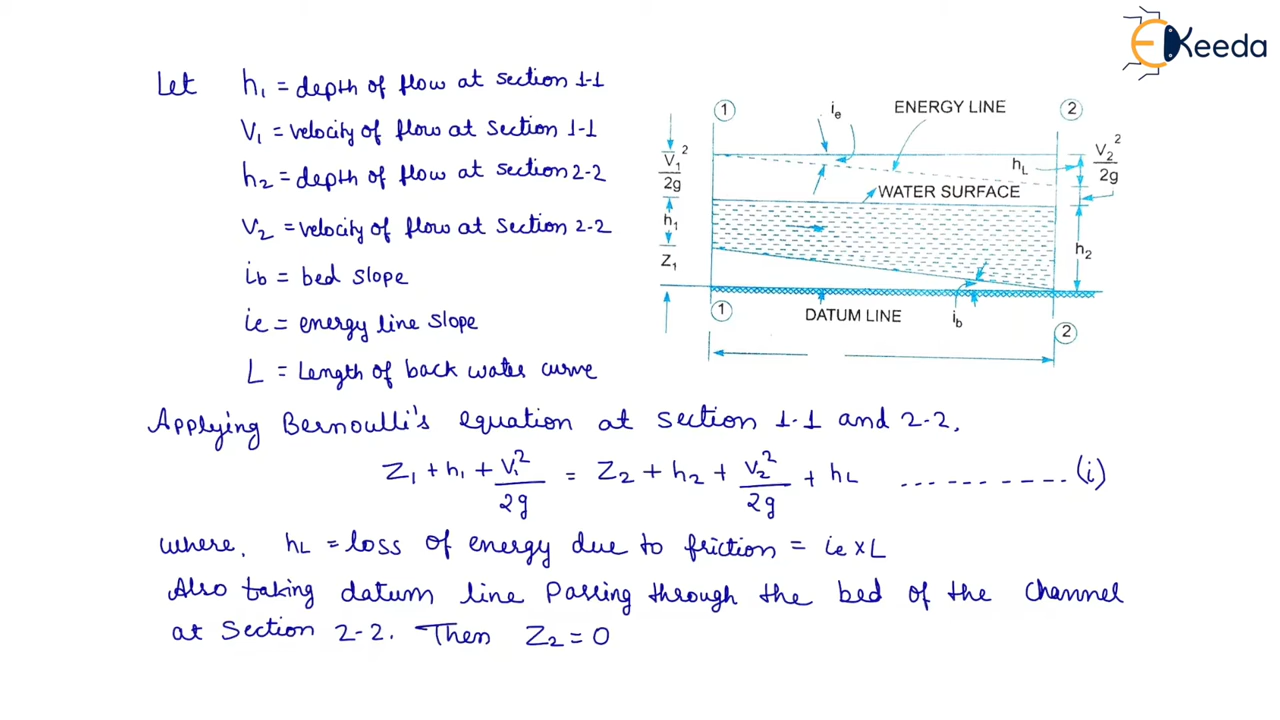 EKeeda
Let h₁ = depth of flow at section 1-1
V₁ = velocity of flow at section 1-1
h₂ = depth of flow at section 2-2
V₂ = velocity of flow at section 2-2
ib = bed slope
ie = energy line slope
L = Length of back water curve
1
ie
ENERGY LINE
2
V₁²/2g
hL
V₂²/2g
WATER SURFACE
h₁
h₂
Z₁
1
DATUM LINE
ib
2
Applying Bernoulli's equation at section 1-1 and 2-2.
Z₁ + h₁ + V₁²/2g = Z₂ + h₂ + V₂²/2g + hL .......... (i)
where, hL = loss of energy due to friction = ie × L
Also taking datum line Passing through the bed of the channel
at Section 2-2. Then Z₂ = 0